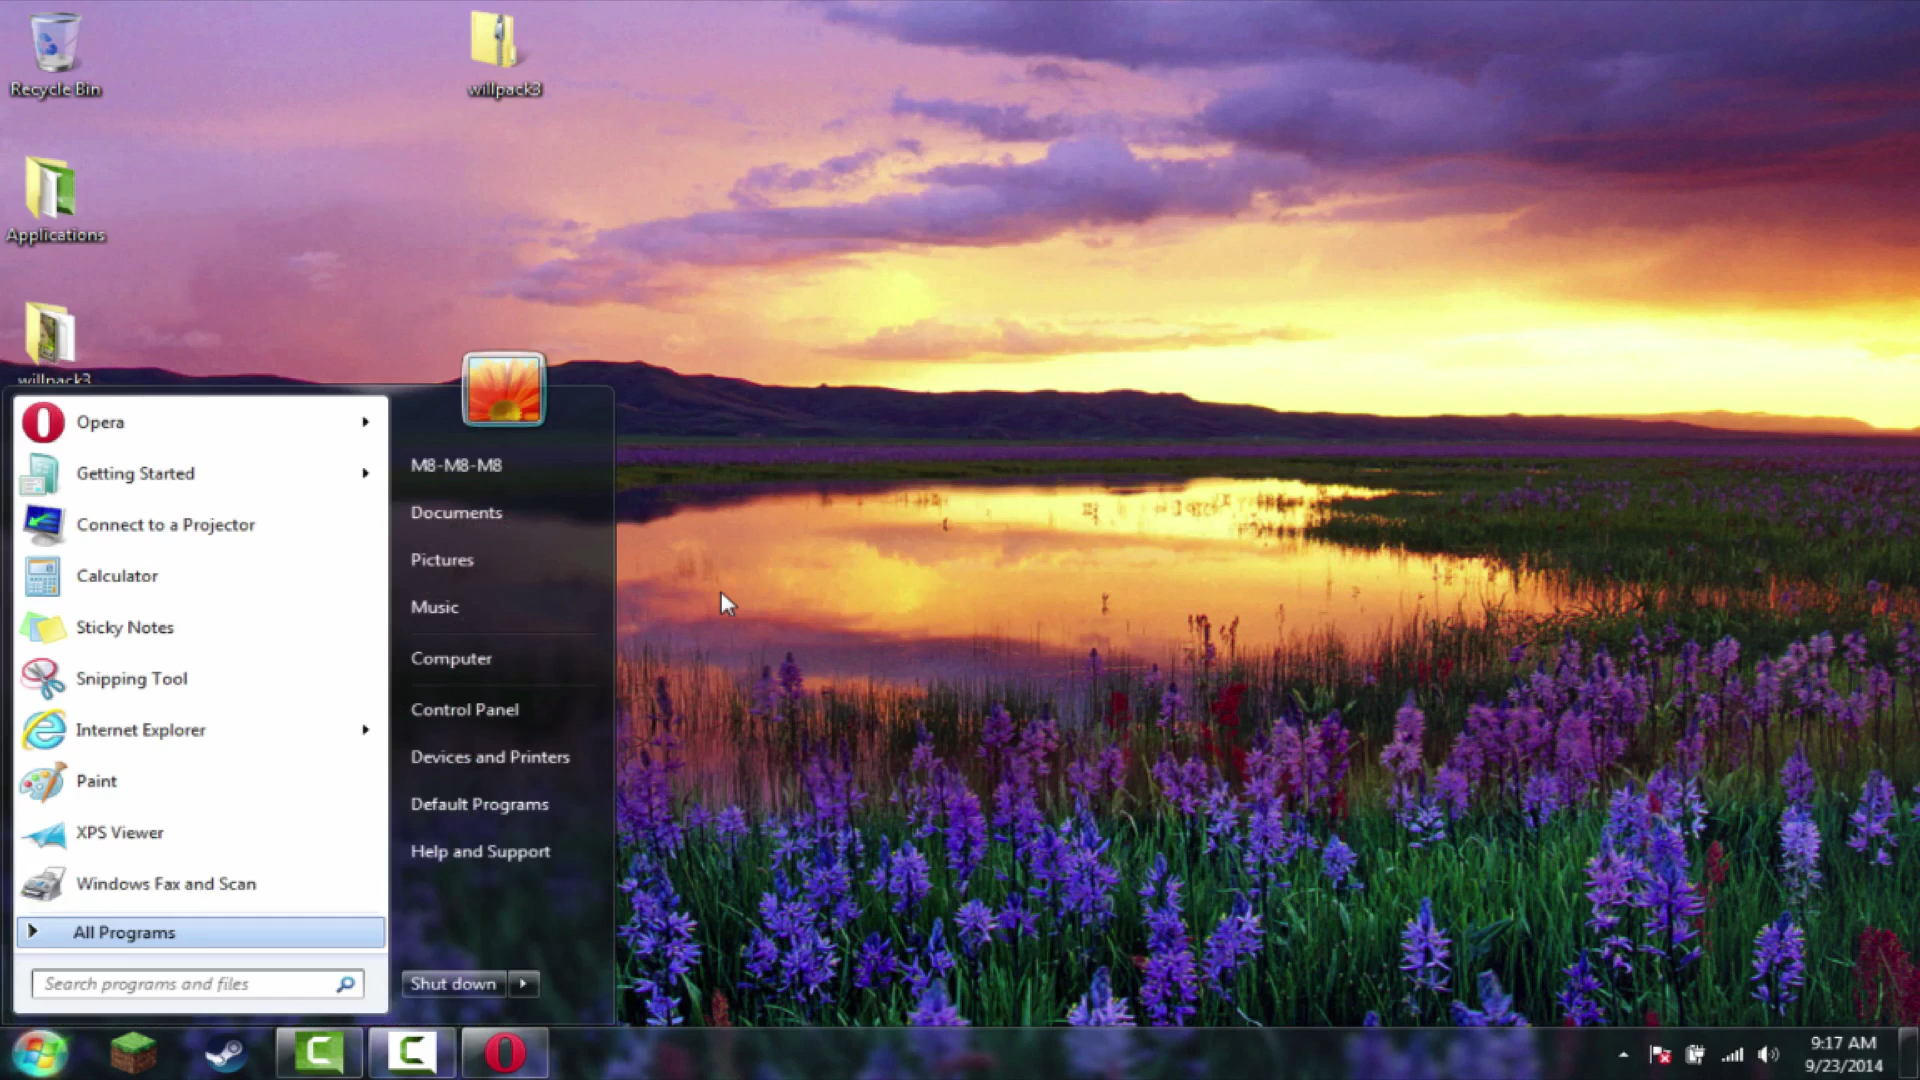 Recycle Bin
willpack3
Applications
willpack3
Opera
Getting Started
Connect to a Projector
Calculator
Sticky Notes
Snipping Tool
Internet Explorer
Paint
XPS Viewer
Windows Fax and Scan
All Programs
Search programs and files
M8-M8-M8
Documents
Pictures
Music
Computer
Control Panel
Devices and Printers
Default Programs
Help and Support
Shut down
9:17 AM
9/23/2014